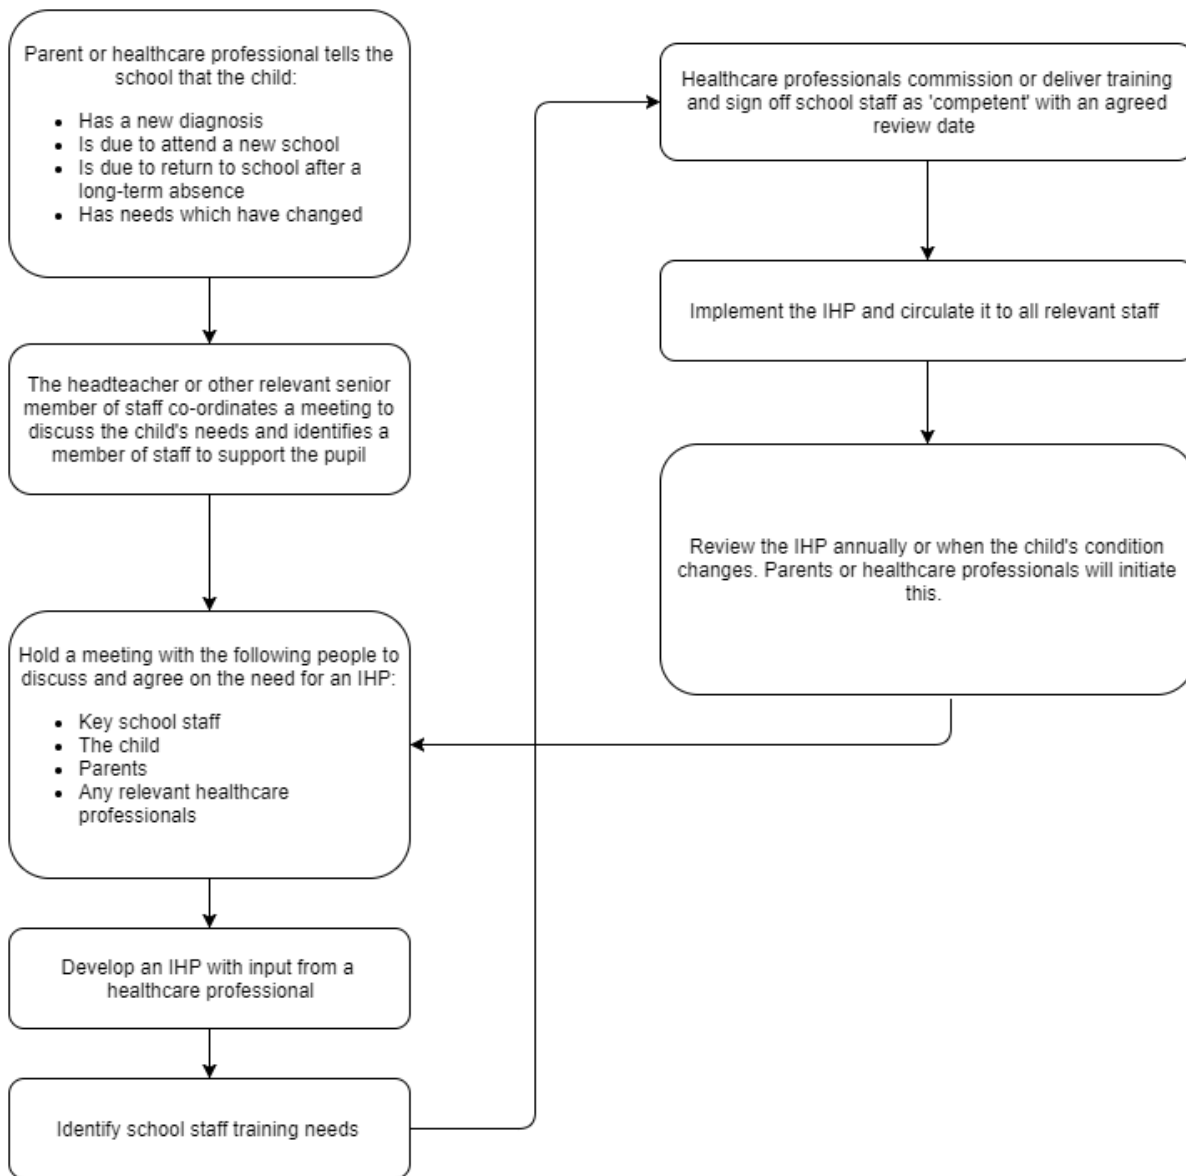 Parent or healthcare professional tells the
school that the child:
• Has a new diagnosis
• Is due to attend a new school
• Is due to return to school after a
long-term absence
• Has needs which have changed
The headteacher or other relevant senior
member of staff co-ordinates a meeting to
discuss the child's needs and identifies a
member of staff to support the pupil
Hold a meeting with the following people to
discuss and agree on the need for an IHP:
• Key school staff
• The child
• Parents
• Any relevant healthcare
professionals
Develop an IHP with input from a
healthcare professional
Identify school staff training needs
Healthcare professionals commission or deliver training
and sign off school staff as 'competent' with an agreed
review date
Implement the IHP and circulate it to all relevant staff
Review the IHP annually or when the child's condition
changes. Parents or healthcare professionals will initiate
this.